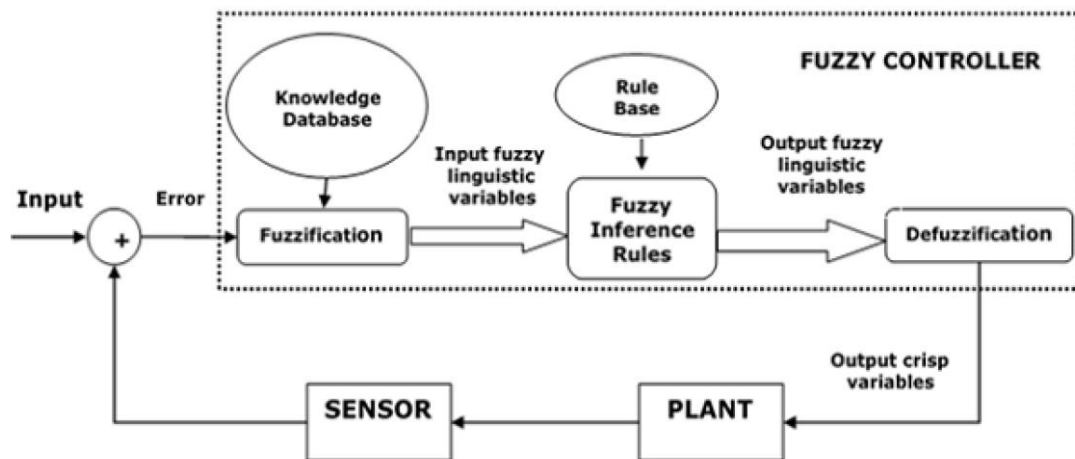 FUZZY CONTROLLER
Knowledge
Database
Rule
Base
Input fuzzy
linguistic
variables
Output fuzzy
linguistic
variables
Input
Error
+
Fuzzification
Fuzzy
Inference
Rules
Defuzzification
Output crisp
variables
SENSOR
PLANT